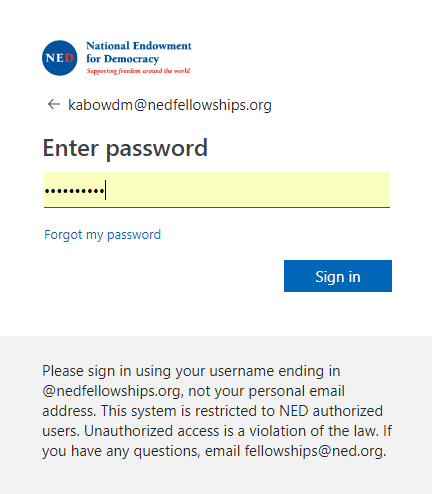 NED
National Endowment
for Democracy
Supporting freedom around the world
kabowdm@nedfellowships.org
Enter password
Forgot my password
Sign in
Please sign in using your username ending in
@nedfellowships.org, not your personal email
address. This system is restricted to NED authorized
users. Unauthorized access is a violation of the law. If
you have any questions, email fellowships@ned.org.